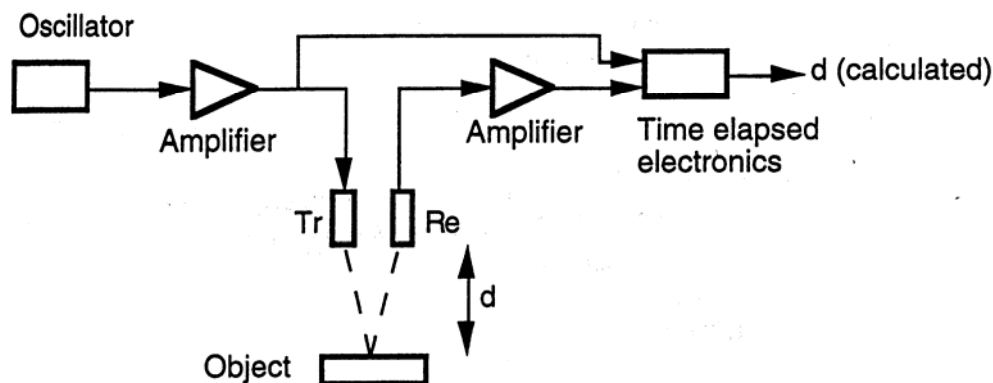 Oscillator
d (calculated)
Amplifier
Amplifier
Time elapsed
electronics
Tr
Re
d
Object